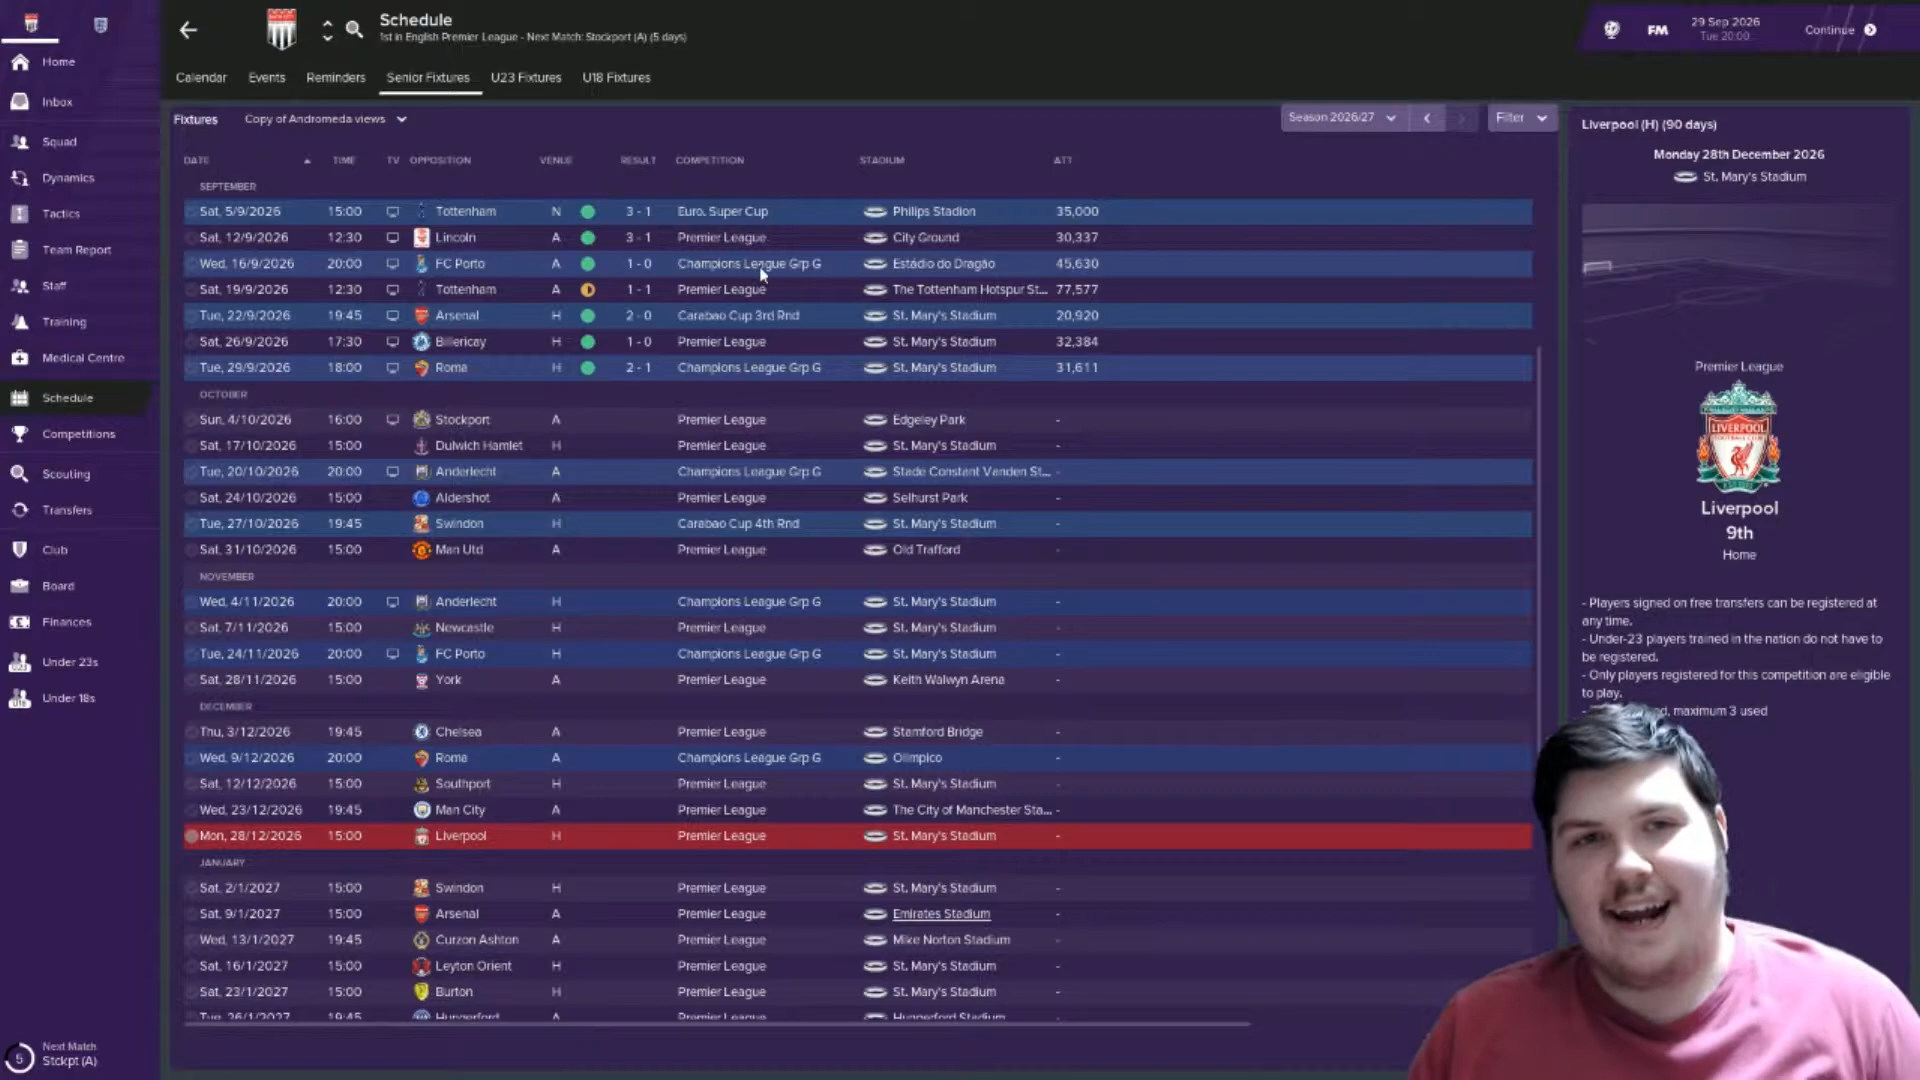 Schedule
1st in English Premier League - Next Match: Stockport (A) (5 days)
FM
29 Sep 2026
Tue 20:00
Continue
Home
Inbox
Squad
Dynamics
Tactics
Team Report
Staff
Training
Medical Centre
Schedule
Competitions
Scouting
Transfers
Club
Board
Finances
Under 23s
Under 18s
5
Next Match
Stckpt (A)
Calendar Events Reminders Senior Fixtures U23 Fixtures U18 Fixtures
Fixtures Copy of Andromeda views Season 2026/27 Filter
DATE TIME TV OPPOSITION VENUE RESULT COMPETITION STADIUM ATT
SEPTEMBER
Sat, 5/9/2026 15:00 Tottenham N 3 - 1 Euro. Super Cup Philips Stadion 35,000
Sat, 12/9/2026 12:30 Lincoln A 3 - 1 Premier League City Ground 30,337
Wed, 16/9/2026 20:00 FC Porto A 1 - 0 Champions League Grp G Estádio do Dragão 45,630
Sat, 19/9/2026 12:30 Tottenham A 1 - 1 Premier League The Tottenham Hotspur St... 77,577
Tue, 22/9/2026 19:45 Arsenal H 2 - 0 Carabao Cup 3rd Rnd St. Mary's Stadium 20,920
Sat, 26/9/2026 17:30 Billericay H 1 - 0 Premier League St. Mary's Stadium 32,384
Tue, 29/9/2026 18:00 Roma H 2 - 1 Champions League Grp G St. Mary's Stadium 31,611
OCTOBER
Sun, 4/10/2026 16:00 Stockport A Premier League Edgeley Park -
Sat, 17/10/2026 15:00 Dulwich Hamlet H Premier League St. Mary's Stadium -
Tue, 20/10/2026 20:00 Anderlecht A Champions League Grp G Stade Constant Vanden St... -
Sat, 24/10/2026 15:00 Aldershot A Premier League Selhurst Park -
Tue, 27/10/2026 19:45 Swindon H Carabao Cup 4th Rnd St. Mary's Stadium -
Sat, 31/10/2026 15:00 Man Utd A Premier League Old Trafford -
NOVEMBER
Wed, 4/11/2026 20:00 Anderlecht H Champions League Grp G St. Mary's Stadium -
Sat, 7/11/2026 15:00 Newcastle H Premier League St. Mary's Stadium -
Tue, 24/11/2026 20:00 FC Porto H Champions League Grp G St. Mary's Stadium -
Sat, 28/11/2026 15:00 York A Premier League Keith Walwyn Arena -
DECEMBER
Thu, 3/12/2026 19:45 Chelsea A Premier League Stamford Bridge -
Wed, 9/12/2026 20:00 Roma A Champions League Grp G Olimpico -
Sat, 12/12/2026 15:00 Southport H Premier League St. Mary's Stadium -
Wed, 23/12/2026 19:45 Man City A Premier League The City of Manchester Sta... -
Mon, 28/12/2026 15:00 Liverpool H Premier League St. Mary's Stadium -
JANUARY
Sat, 2/1/2027 15:00 Swindon H Premier League St. Mary's Stadium -
Sat, 9/1/2027 15:00 Arsenal A Premier League Emirates Stadium -
Wed, 13/1/2027 19:45 Curzon Ashton A Premier League Mike Norton Stadium -
Sat, 16/1/2027 15:00 Leyton Orient H Premier League St. Mary's Stadium -
Sat, 23/1/2027 15:00 Burton H Premier League St. Mary's Stadium -
Tue, 26/1/2027 19:45 Hungerford A Premier League Hungerford Stadium
Liverpool (H) (90 days)
Monday 28th December 2026
St. Mary's Stadium
Premier League
LIVERPOOL
Liverpool
9th
Home
- Players signed on free transfers can be registered at
any time.
- Under-23 players trained in the nation do not have to
be registered.
- Only players registered for this competition are eligible
to play.
maximum 3 used